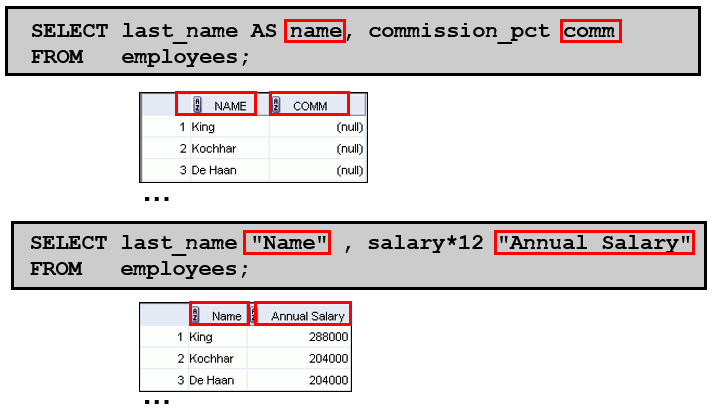 SELECT last_name AS name, commission_pct comm
FROM employees;
NAME COMM
1 King (null)
2 Kochhar (null)
3 De Haan (null)
...
SELECT last_name "Name" , salary*12 "Annual Salary"
FROM employees;
Name Annual Salary
1 King 288000
2 Kochhar 204000
3 De Haan 204000
...